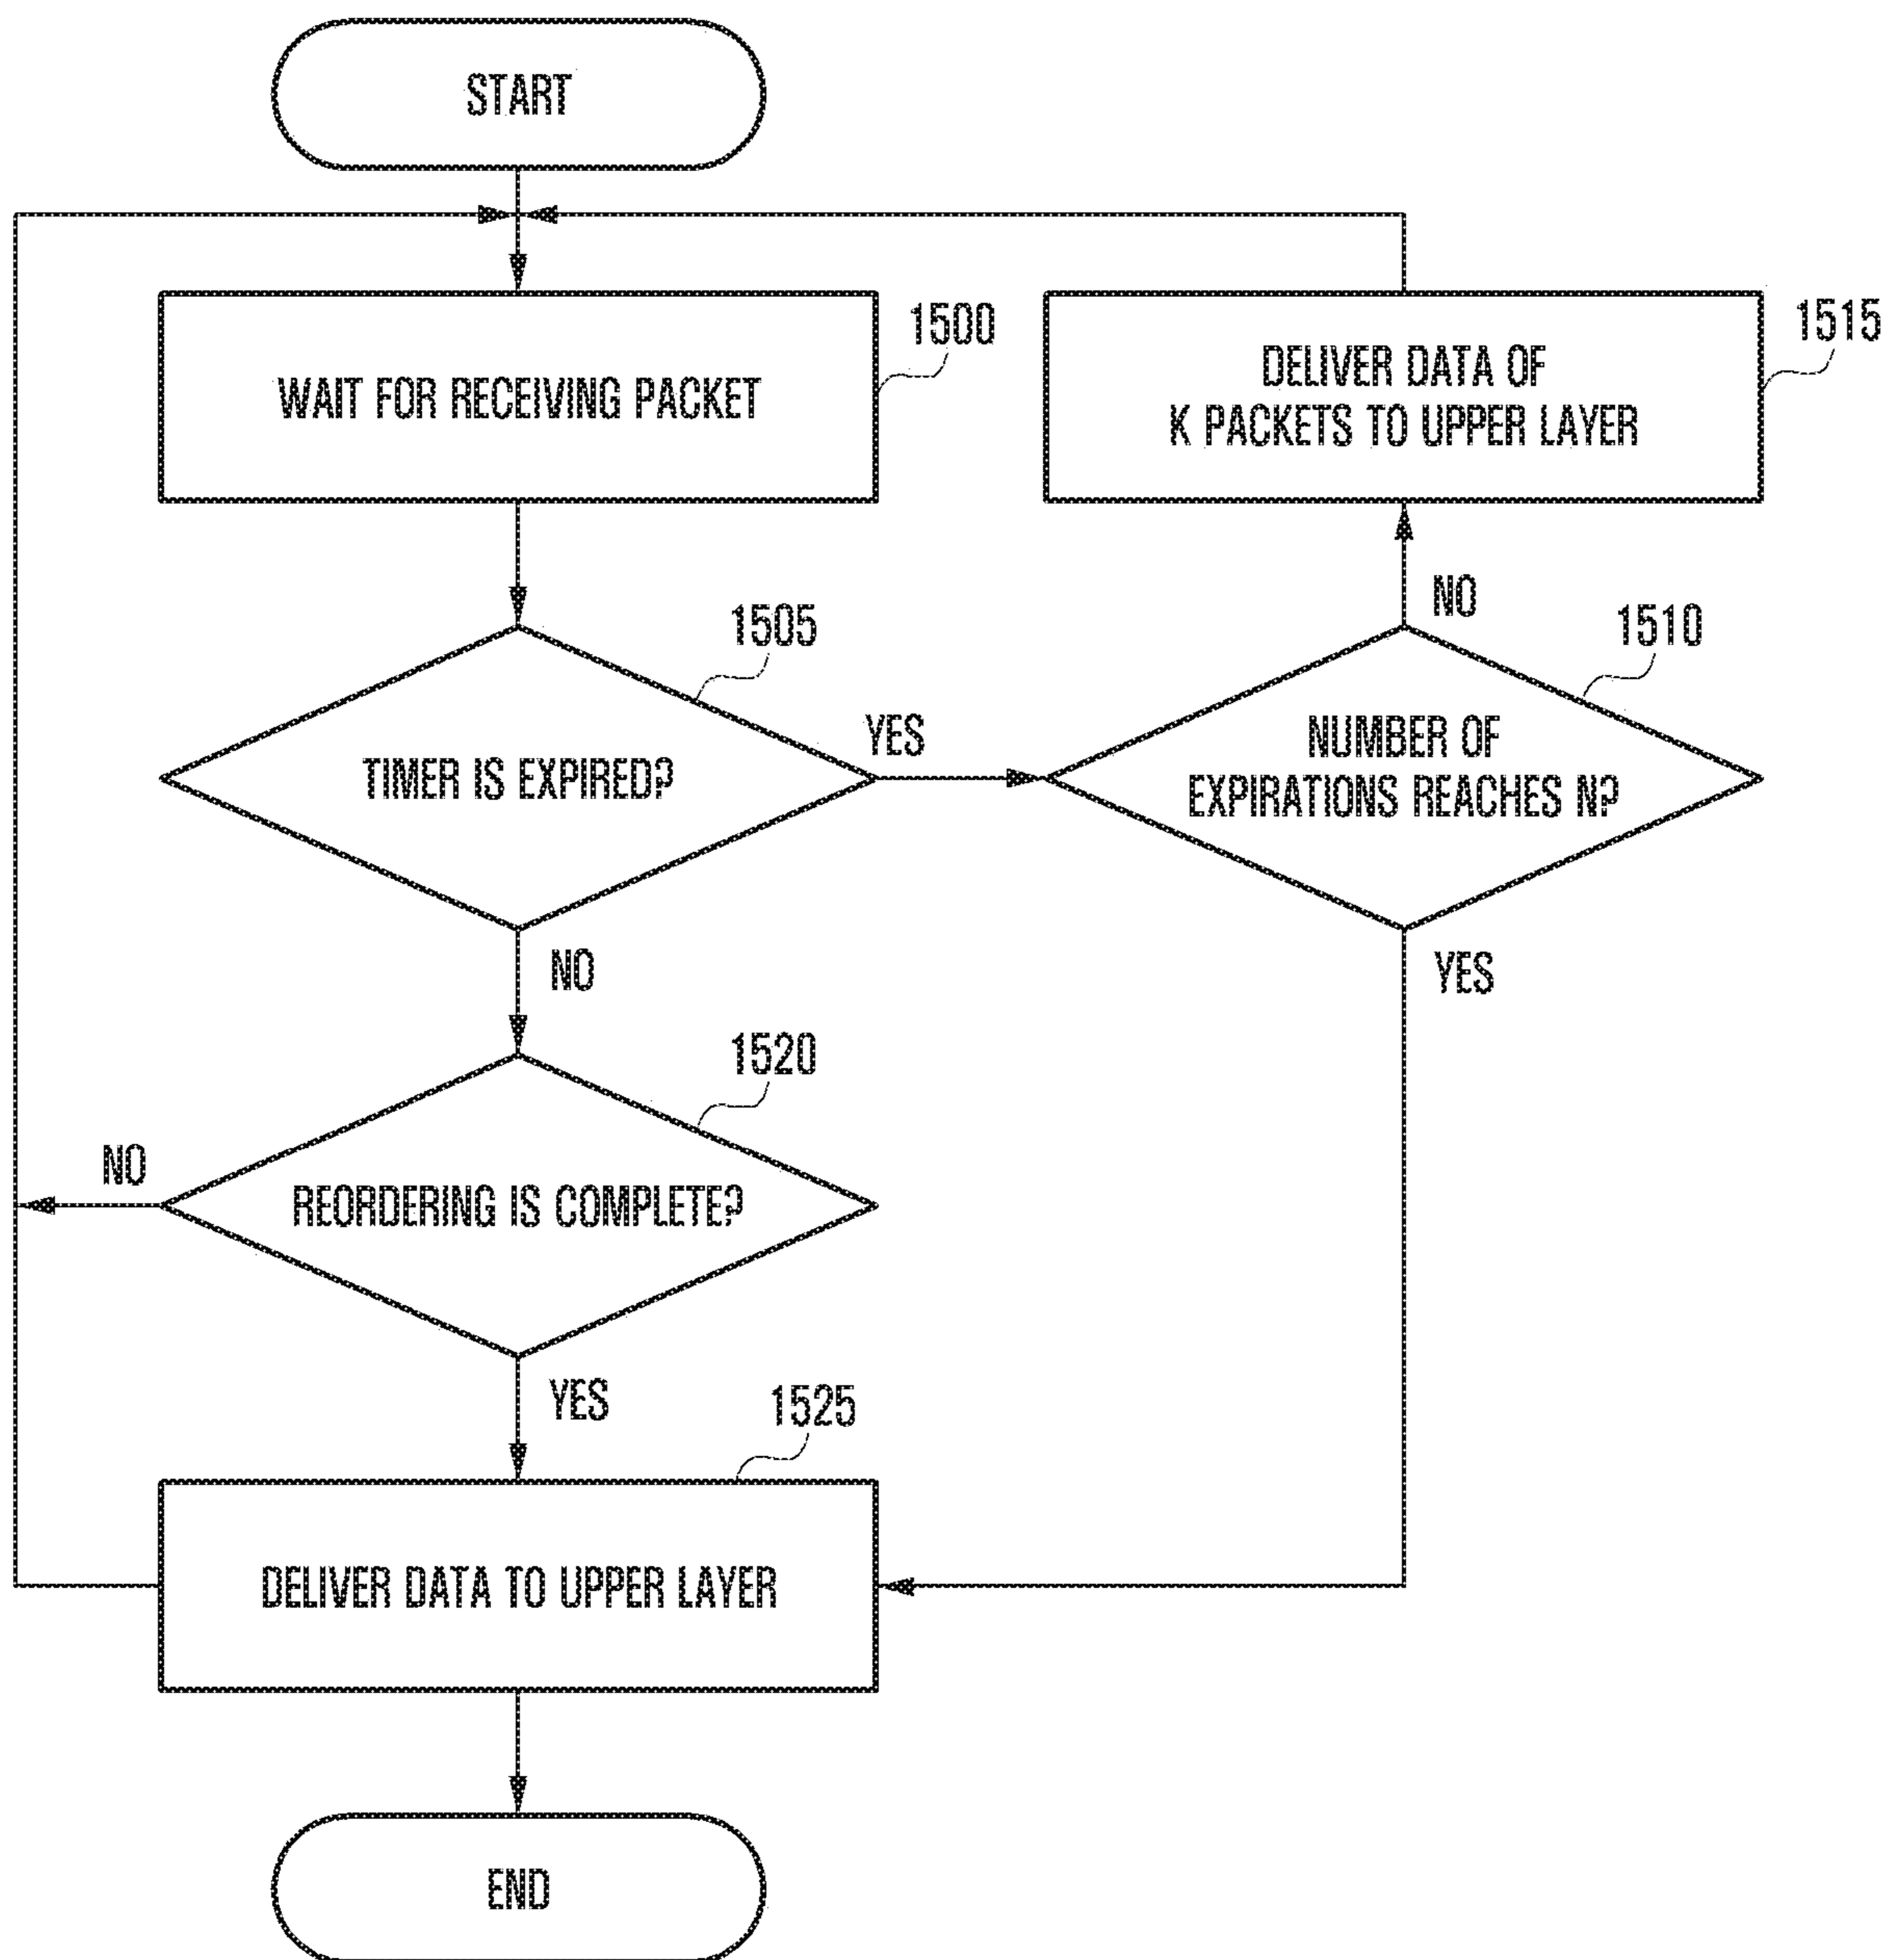 START
1500
WAIT FOR RECEIVING PACKET
1515
DELIVER DATA OF
K PACKETS TO UPPER LAYER
NO
1505
TIMER IS EXPIRED?
YES
1510
NUMBER OF
EXPIRATIONS REACHES N?
NO
YES
1520
NO
REORDERING IS COMPLETE?
YES
1525
DELIVER DATA TO UPPER LAYER
END